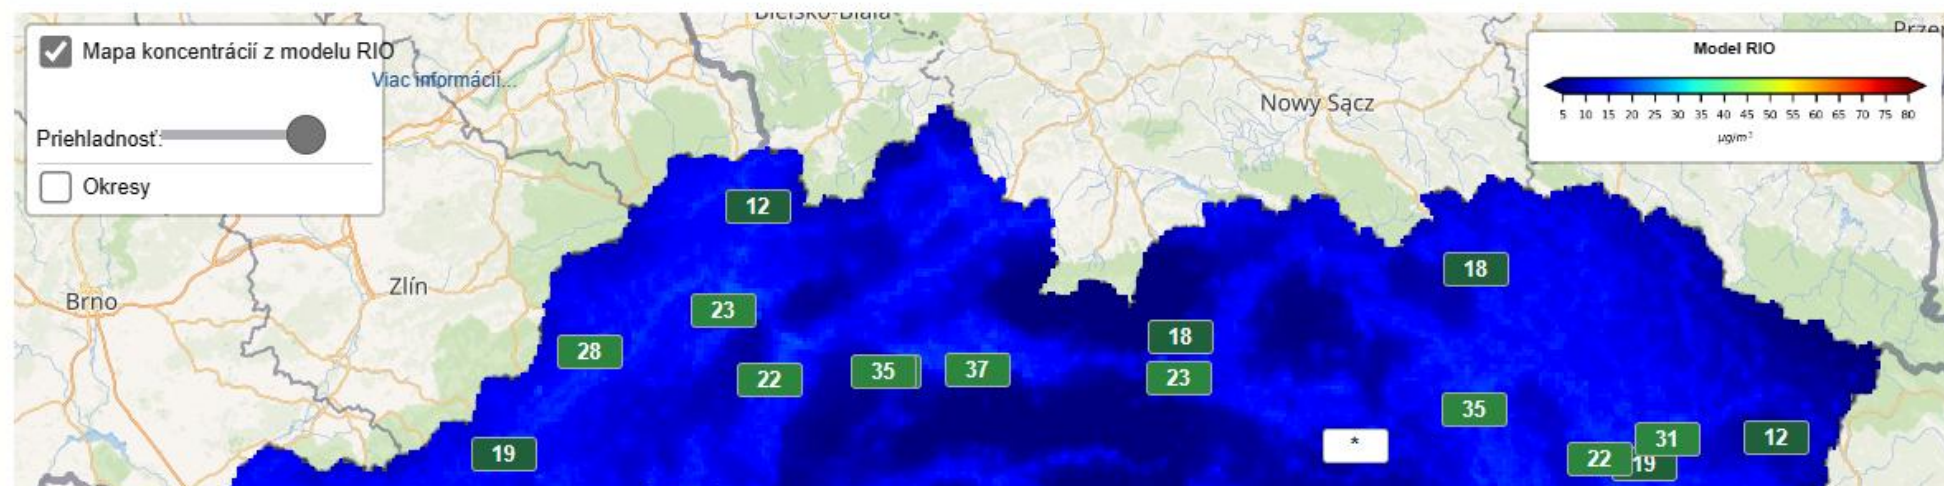 Bielsko-Biała
Mapa koncentrácií z modelu RIO
Viac informácií...
Priehladnosť:
Okresy
Model RIO
5 10 15 20 25 30 35 40 45 50 55 60 65 70 75 80
µg/m³
Nowy Sącz
Brno
Zlín
12
18
23
28
22
35
37
18
23
35
19
*
31
22
19
12